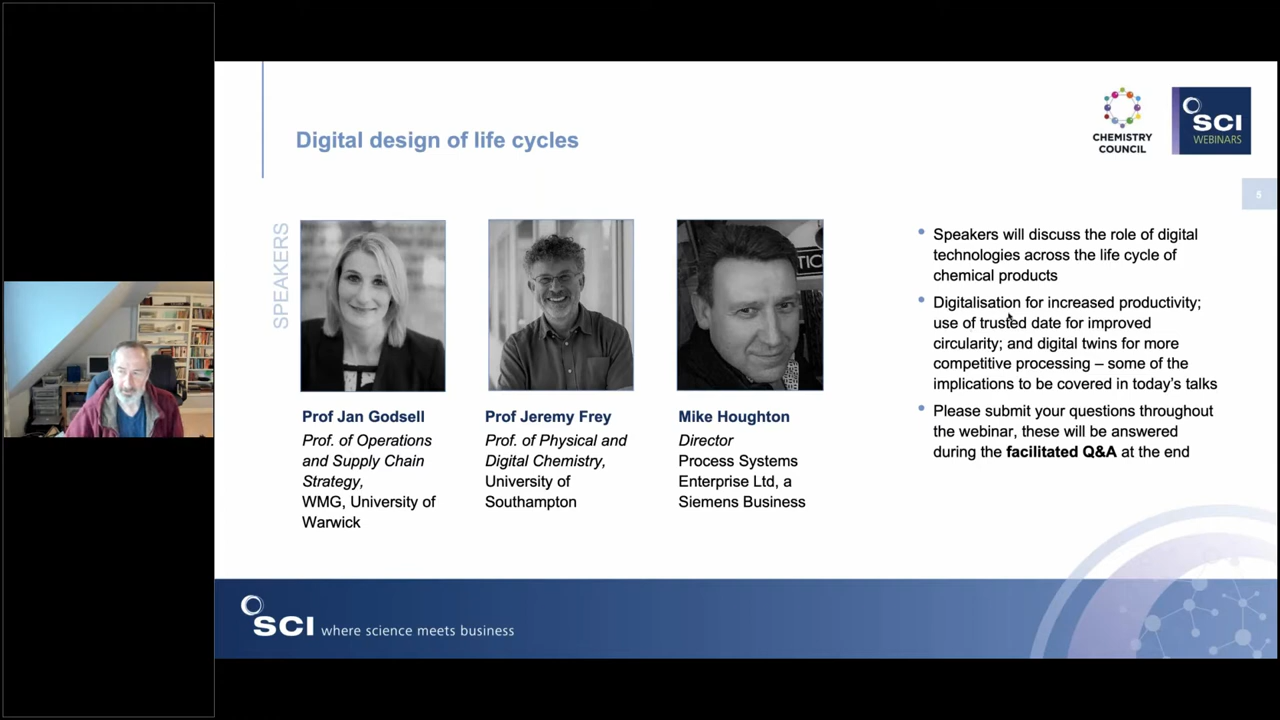 Digital design of life cycles
CHEMISTRY
COUNCIL
SCI
WEBINARS
5
SPEAKERS
TIC
Prof Jan Godsell
Prof. of Operations
and Supply Chain
Strategy,
WMG, University of
Warwick
Prof Jeremy Frey
Prof. of Physical and
Digital Chemistry,
University of
Southampton
Mike Houghton
Director
Process Systems
Enterprise Ltd, a
Siemens Business
• Speakers will discuss the role of digital
technologies across the life cycle of
chemical products
• Digitalisation for increased productivity;
use of trusted date for improved
circularity; and digital twins for more
competitive processing – some of the
implications to be covered in today's talks
• Please submit your questions throughout
the webinar, these will be answered
during the facilitated Q&A at the end
SCI where science meets business